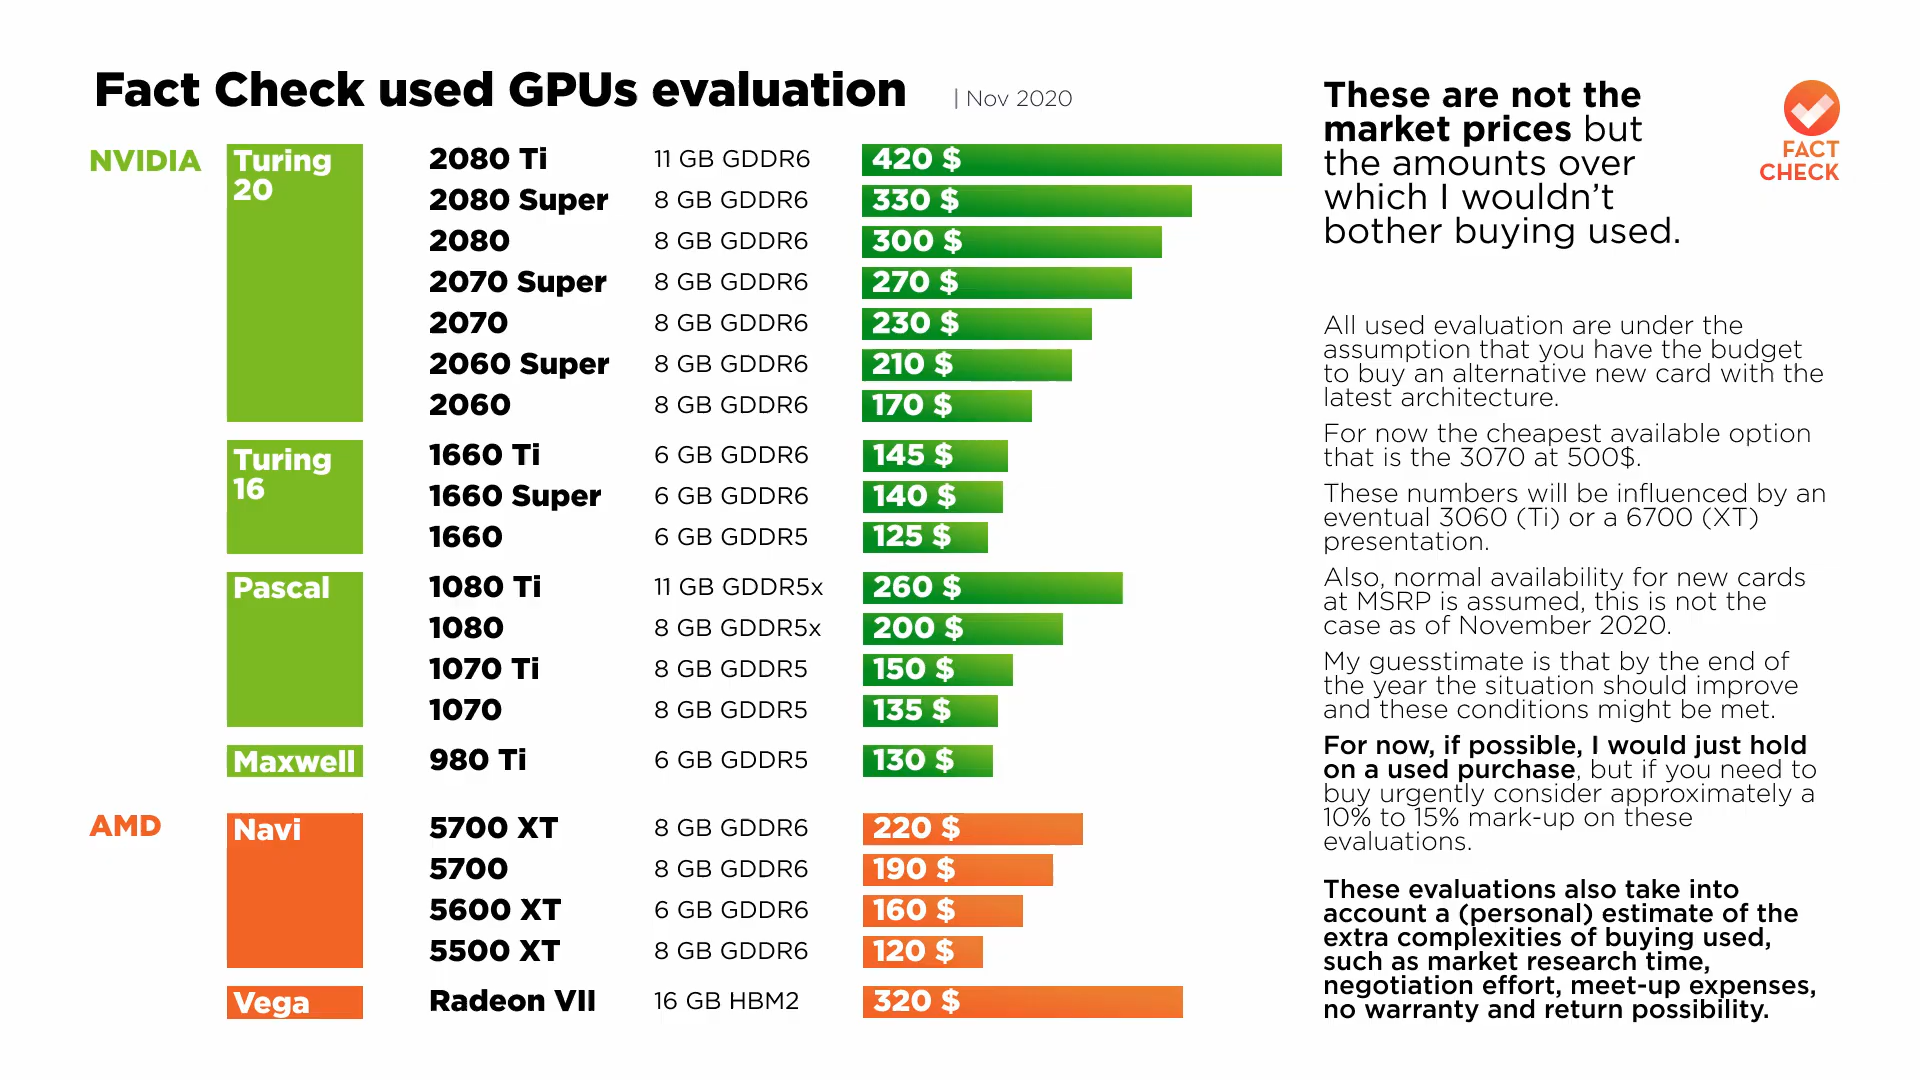 Fact Check used GPUs evaluation | Nov 2020
NVIDIA
Turing
20
2080 Ti 11 GB GDDR6 420 $
2080 Super 8 GB GDDR6 330 $
2080 8 GB GDDR6 300 $
2070 Super 8 GB GDDR6 270 $
2070 8 GB GDDR6 230 $
2060 Super 8 GB GDDR6 210 $
2060 8 GB GDDR6 170 $
Turing
16
1660 Ti 6 GB GDDR6 145 $
1660 Super 6 GB GDDR6 140 $
1660 6 GB GDDR5 125 $
Pascal
1080 Ti 11 GB GDDR5x 260 $
1080 8 GB GDDR5x 200 $
1070 Ti 8 GB GDDR5 150 $
1070 8 GB GDDR5 135 $
Maxwell
980 Ti 6 GB GDDR5 130 $
AMD
Navi
5700 XT 8 GB GDDR6 220 $
5700 8 GB GDDR6 190 $
5600 XT 6 GB GDDR6 160 $
5500 XT 8 GB GDDR6 120 $
Vega
Radeon VII 16 GB HBM2 320 $
These are not the
market prices but
the amounts over
which I wouldn't
bother buying used.
FACT
CHECK
All used evaluation are under the
assumption that you have the budget
to buy an alternative new card with the
latest architecture.
For now the cheapest available option
that is the 3070 at 500$.
These numbers will be influenced by an
eventual 3060 (Ti) or a 6700 (XT)
presentation.
Also, normal availability for new cards
at MSRP is assumed, this is not the
case as of November 2020.
My guesstimate is that by the end of
the year the situation should improve
and these conditions might be met.
For now, if possible, I would just hold
on a used purchase, but if you need to
buy urgently consider approximately a
10% to 15% mark-up on these
evaluations.
These evaluations also take into
account a (personal) estimate of the
extra complexities of buying used,
such as market research time,
negotiation effort, meet-up expenses,
no warranty and return possibility.